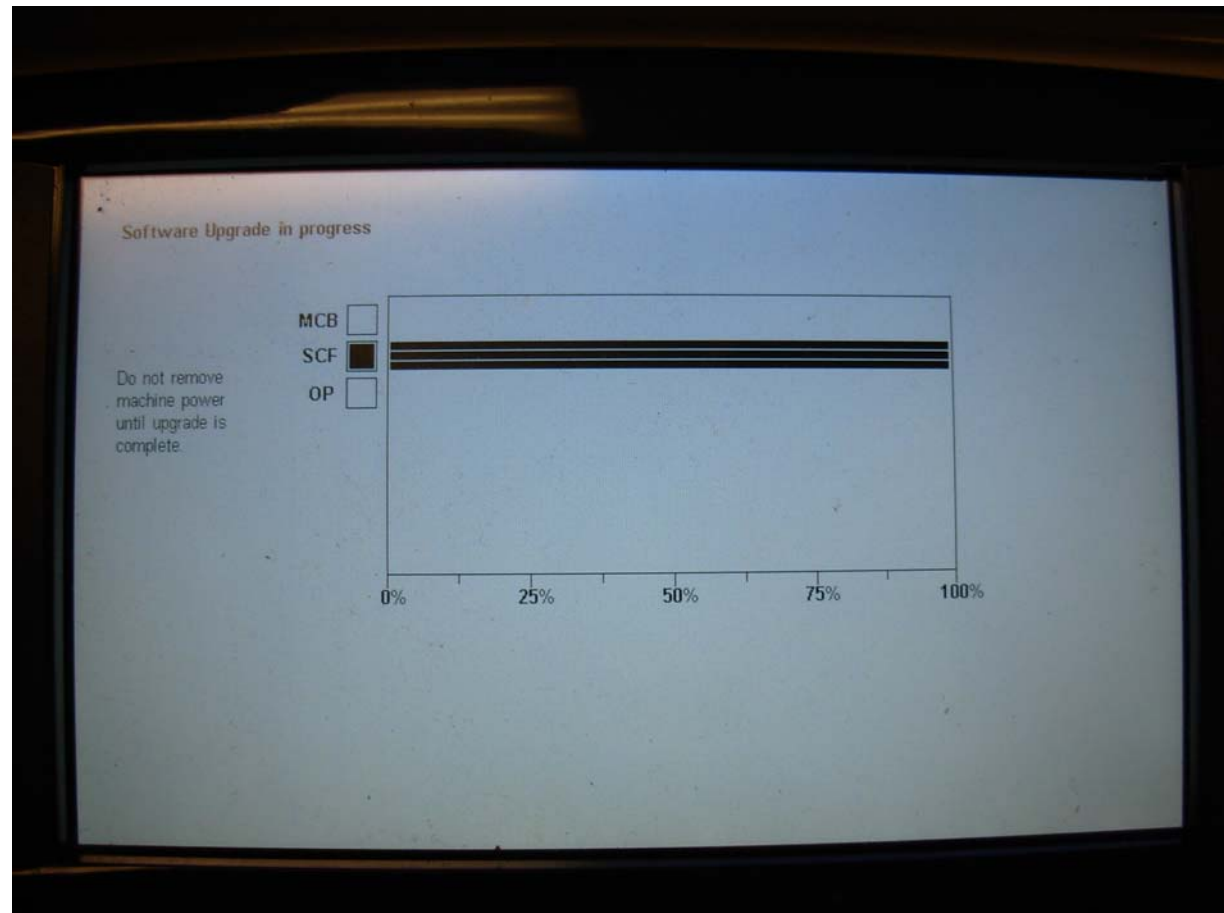 Software Upgrade in progress
MCB
SCF
OP
Do not remove
machine power
until upgrade is
complete.
0% 25% 50% 75% 100%